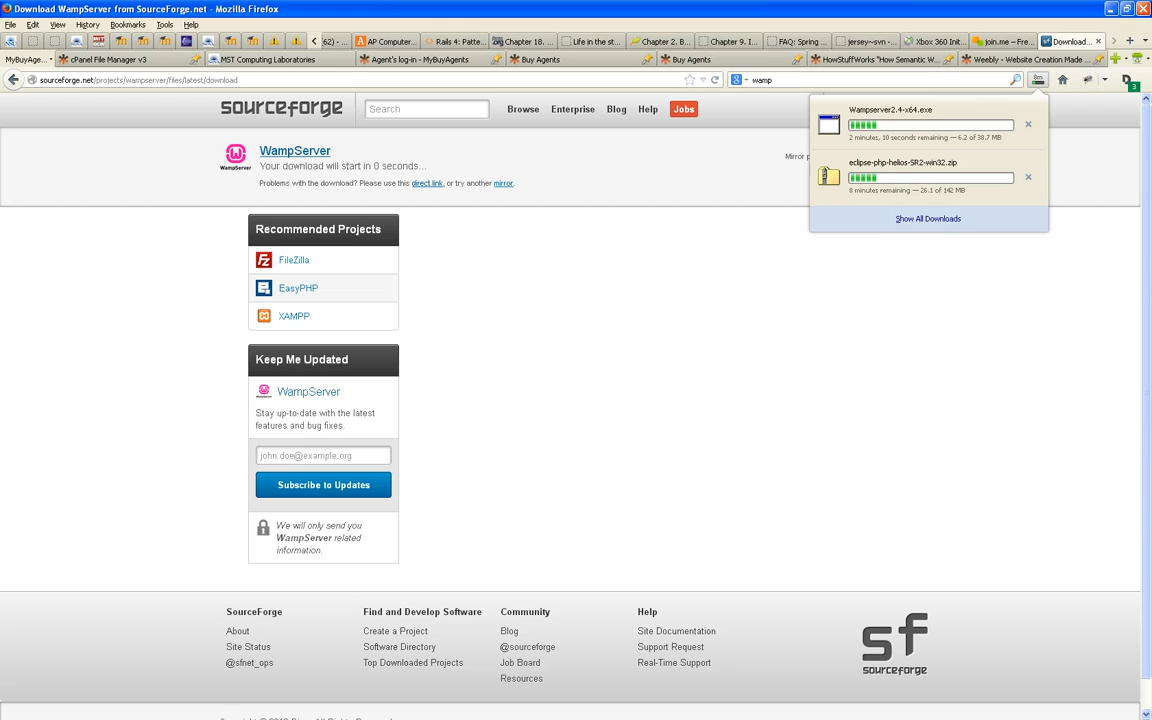 Download WampServer from SourceForge.net - Mozilla Firefox
File Edit View History Bookmarks Tools Help
62) - ... AP Computer... Rails 4: Patte... Chapter 18. ... Life in the st... Chapter 2. B... Chapter 9. I... FAQ: Spring ... jersey~svn - ... Xbox 360 Init... join.me – Fre... Download...
MyBuyAge... cPanel File Manager v3 MST Computing Laboratories Agent's log-in - MyBuyAgents Buy Agents Buy Agents HowStuffWorks "How Semantic W... Weebly - Website Creation Made ...
sourceforge.net/projects/wampserver/files/latest/download wamp
3
sourceforge Search Browse Enterprise Blog Help Jobs
Wampserver2.4-x64.exe
2 minutes, 10 seconds remaining — 6.2 of 38.7 MB
eclipse-php-helios-SR2-win32.zip
8 minutes remaining — 26.1 of 142 MB
Show All Downloads
WampServer
Your download will start in 0 seconds...
Mirror p
Problems with the download? Please use this direct link, or try another mirror.
Recommended Projects
FileZilla
EasyPHP
XAMPP
Keep Me Updated
WampServer
Stay up-to-date with the latest
features and bug fixes.
john.doe@example.org
Subscribe to Updates
We will only send you
WampServer related
information.
SourceForge
About
Site Status
@sfnet_ops
Find and Develop Software
Create a Project
Software Directory
Top Downloaded Projects
Community
Blog
@sourceforge
Job Board
Resources
Help
Site Documentation
Support Request
Real-Time Support
sf
sourceforge